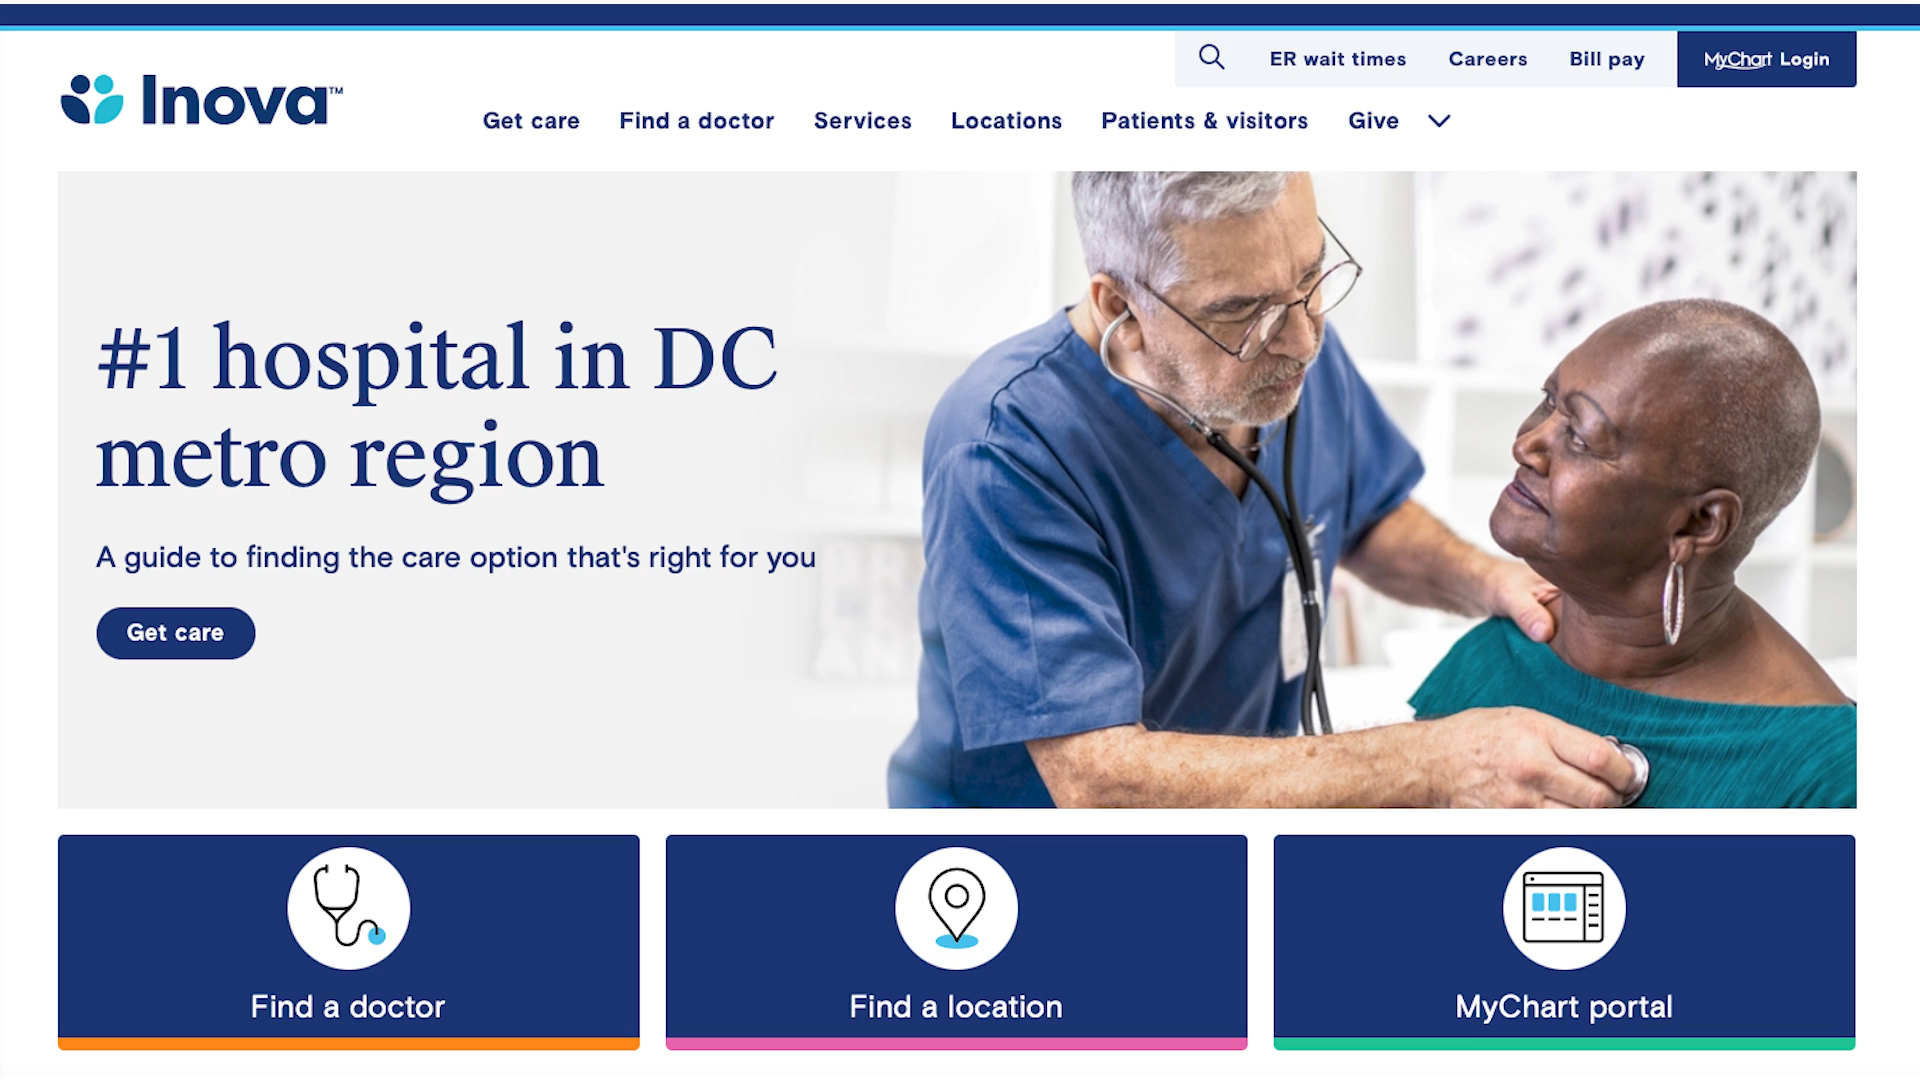 ER wait times
Careers
Bill pay
MyChart Login
Inova™
Get care
Find a doctor
Services
Locations
Patients & visitors
Give
#1 hospital in DC
metro region
A guide to finding the care option that's right for you
Get care
Find a doctor
Find a location
MyChart portal